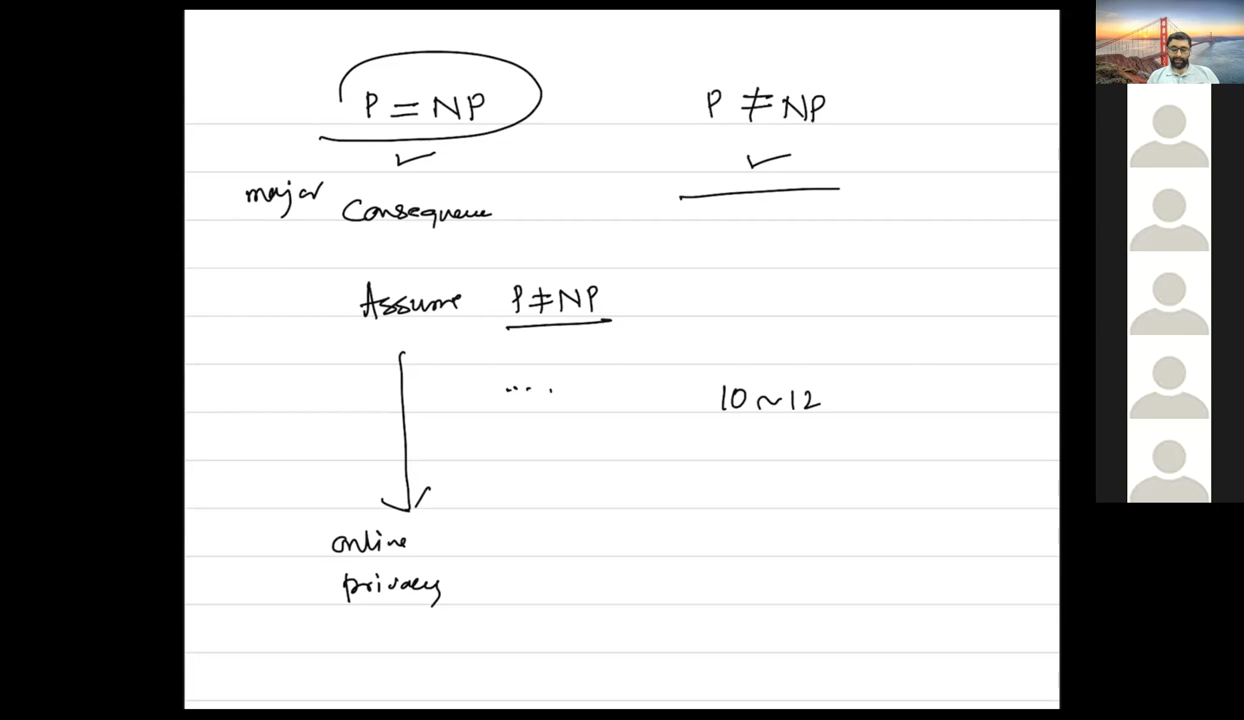 P = NP P ≠ NP
major Consequence
Assume P ≠ NP
.... 10 ~ 12
online
privacy